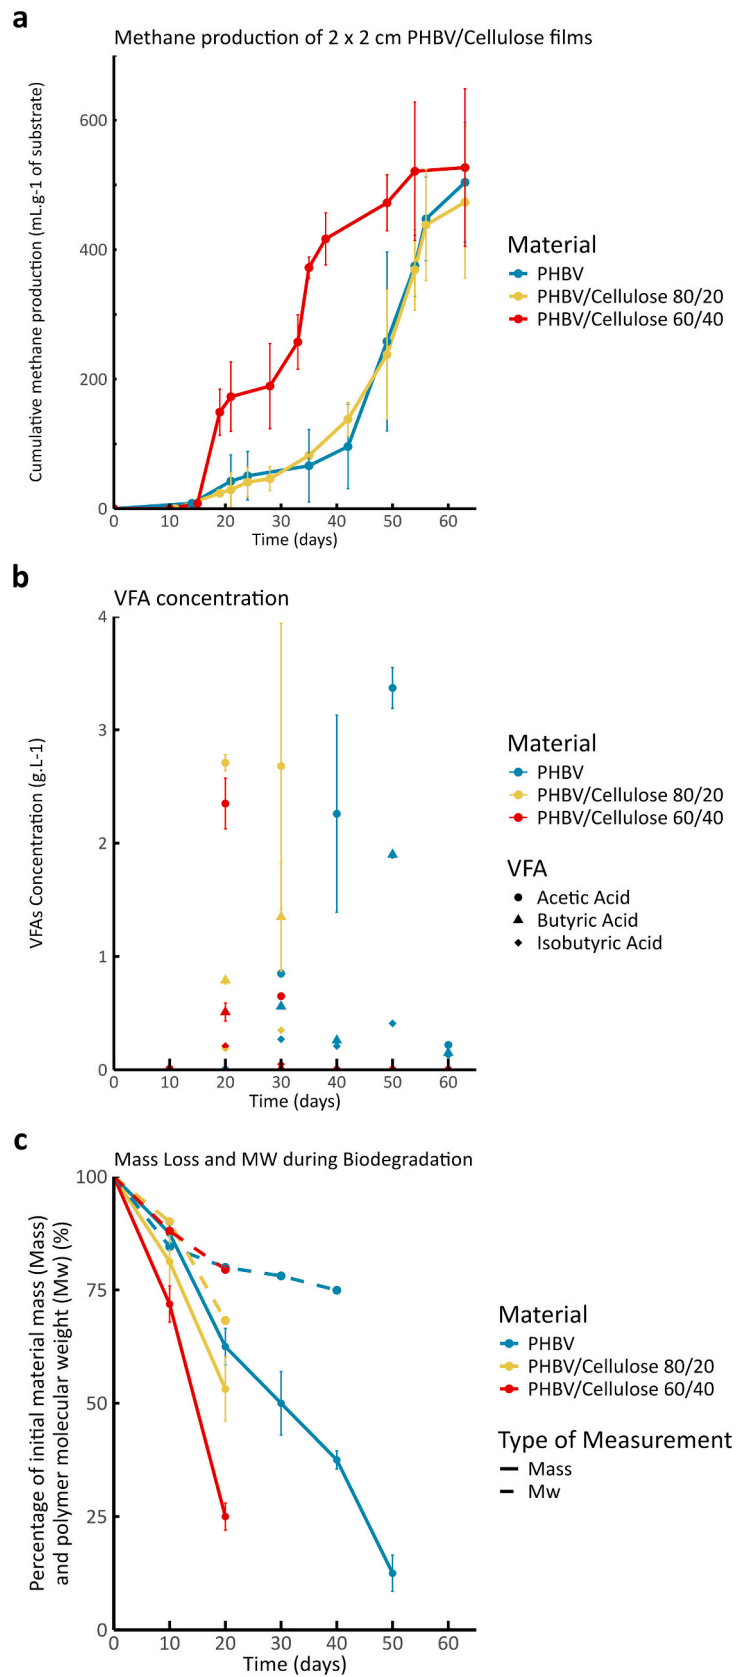 a
Methane production of 2 x 2 cm PHBV/Cellulose films
Cumulative methane production (mL.g-1 of substrate)
600
400
200
0
0 10 20 30 40 50 60
Time (days)
Material
PHBV
PHBV/Cellulose 80/20
PHBV/Cellulose 60/40
b
VFA concentration
VFAs Concentration (g.L-1)
4
3
2
1
0
0 10 20 30 40 50 60
Time (days)
Material
PHBV
PHBV/Cellulose 80/20
PHBV/Cellulose 60/40
VFA
Acetic Acid
Butyric Acid
Isobutyric Acid
c
Mass Loss and MW during Biodegradation
Percentage of initial material mass (Mass)
and polymer molecular weight (Mw) (%)
100
75
50
25
0
0 10 20 30 40 50 60
Time (days)
Material
PHBV
PHBV/Cellulose 80/20
PHBV/Cellulose 60/40
Type of Measurement
Mass
Mw